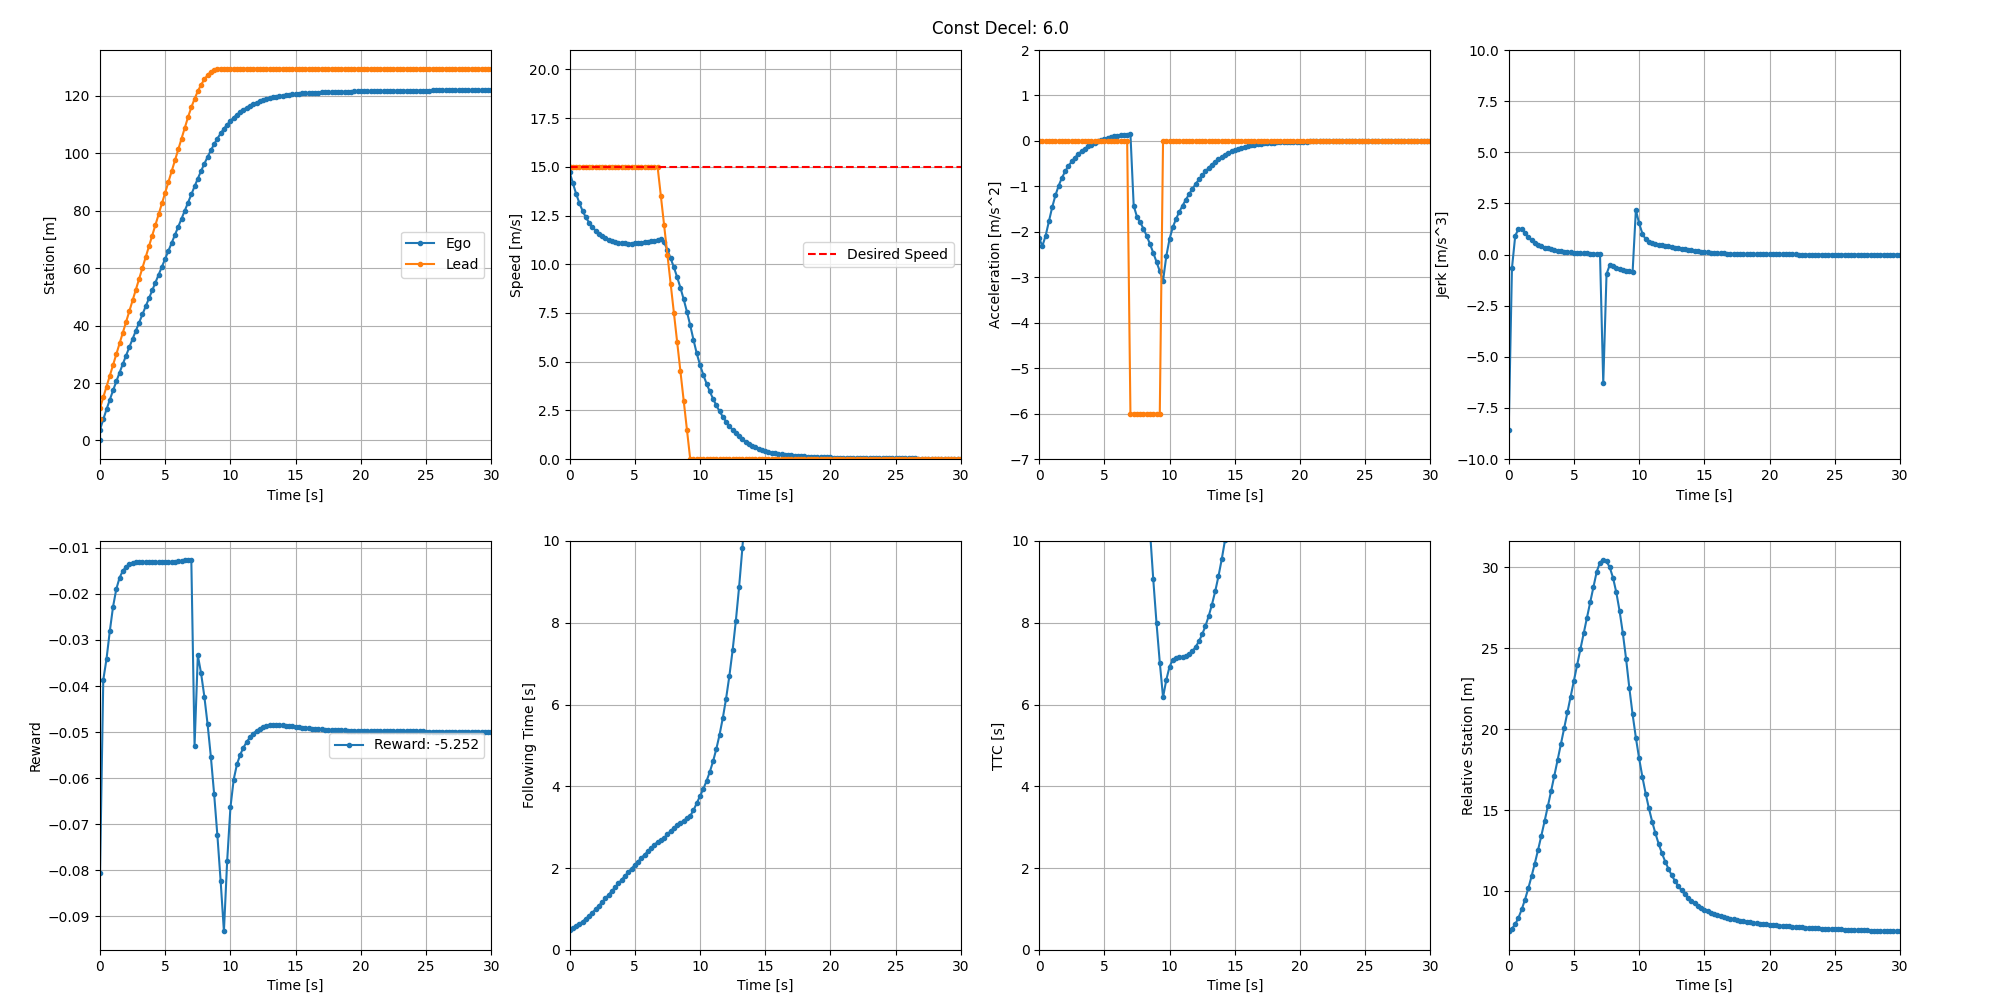 Const Decel: 6.0
Station [m]
120
100
80
60
40
20
0
Ego
Lead
0 5 10 15 20 25 30
Time [s]
Speed [m/s]
20.0
17.5
15.0
12.5
10.0
7.5
5.0
2.5
0.0
Desired Speed
0 5 10 15 20 25 30
Time [s]
Acceleration [m/s^2]
2
1
0
−1
−2
−3
−4
−5
−6
−7
0 5 10 15 20 25 30
Time [s]
Jerk [m/s^3]
10.0
7.5
5.0
2.5
0.0
−2.5
−5.0
−7.5
−10.0
0 5 10 15 20 25 30
Time [s]
Reward
−0.01
−0.02
−0.03
−0.04
−0.05
−0.06
−0.07
−0.08
−0.09
Reward: -5.252
0 5 10 15 20 25 30
Time [s]
Following Time [s]
10
8
6
4
2
0
0 5 10 15 20 25 30
Time [s]
TTC [s]
10
8
6
4
2
0
0 5 10 15 20 25 30
Time [s]
Relative Station [m]
30
25
20
15
10
0 5 10 15 20 25 30
Time [s]